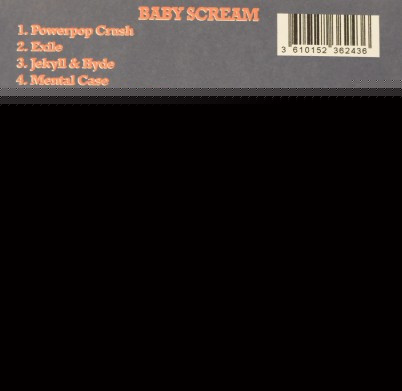 BABY SCREAM
1. Powerpop Crush
2. Exile
3. Jekyll & Hyde
4. Mental Case
3 610152 362436